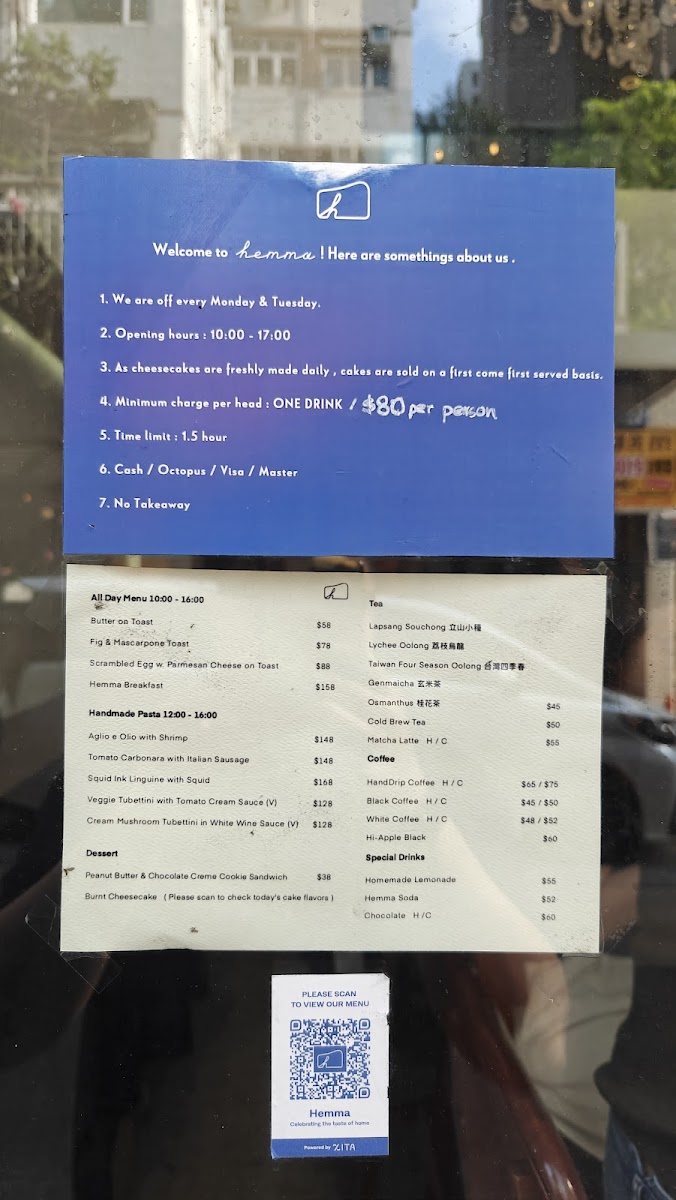 h
Welcome to hemma ! Here are somethings about us .
1. We are off every Monday & Tuesday.
2. Opening hours : 10:00 - 17:00
3. As cheesecakes are freshly made daily , cakes are sold on a first come first served basis.
4. Minimum charge per head : ONE DRINK / $80 per person
5. Time limit : 1.5 hour
6. Cash / Octopus / Visa / Master
7. No Takeaway
All Day Menu 10:00 - 16:00
Butter on Toast $58
Fig & Mascarpone Toast $78
Scrambled Egg w. Parmesan Cheese on Toast $88
Hemma Breakfast $158
Handmade Pasta 12:00 - 16:00
Aglio e Olio with Shrimp $148
Tomato Carbonara with Italian Sausage $148
Squid Ink Linguine with Squid $168
Veggie Tubettini with Tomato Cream Sauce (V) $128
Cream Mushroom Tubettini in White Wine Sauce (V) $128
Dessert
Peanut Butter & Chocolate Creme Cookie Sandwich $38
Burnt Cheesecake ( Please scan to check today's cake flavors )
Tea
Lapsang Souchong 立山小種
Lychee Oolong 荔枝烏龍
Taiwan Four Season Oolong 台灣四季春
Genmaicha 玄米茶
Osmanthus 桂花茶 $45
Cold Brew Tea $50
Matcha Latte H / C $55
Coffee
HandDrip Coffee H / C $65 / $75
Black Coffee H / C $45 / $50
White Coffee H / C $48 / $52
Hi-Apple Black $60
Special Drinks
Homemade Lemonade $55
Hemma Soda $52
Chocolate H /C $60
PLEASE SCAN
TO VIEW OUR MENU
Hemma
Celebrating the taste of home
Powered by ZITA